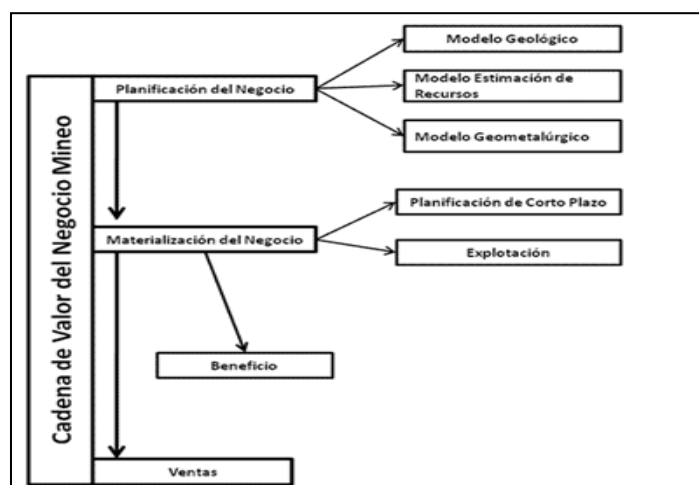 Cadena de Valor del Negocio Mineo
Planificación del Negocio
Modelo Geológico
Modelo Estimación de
Recursos
Modelo Geometalúrgico
Materialización del Negocio
Planificación de Corto Plazo
Explotación
Beneficio
Ventas